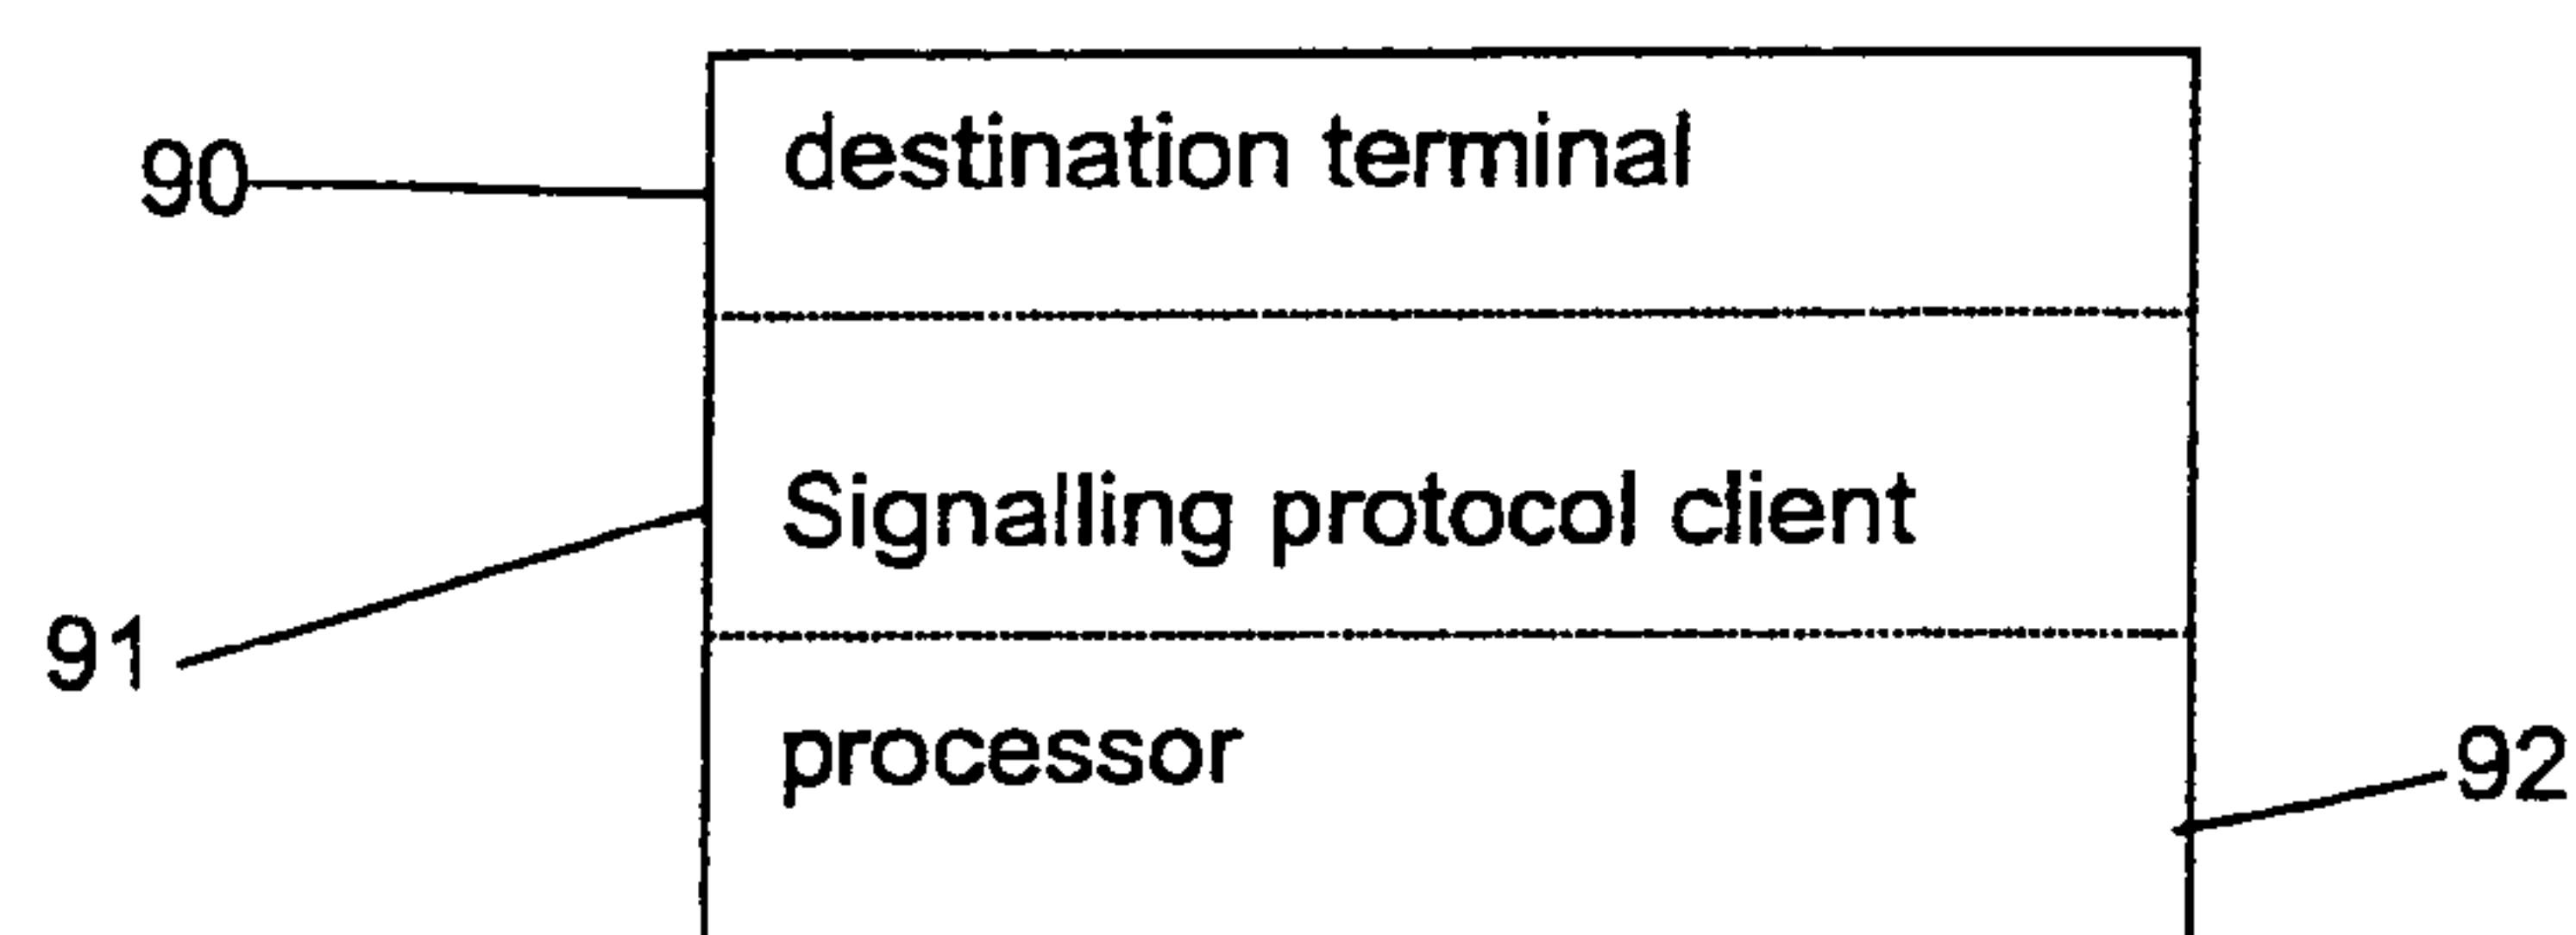 destination terminal
90
Signalling protocol client
91
processor
92